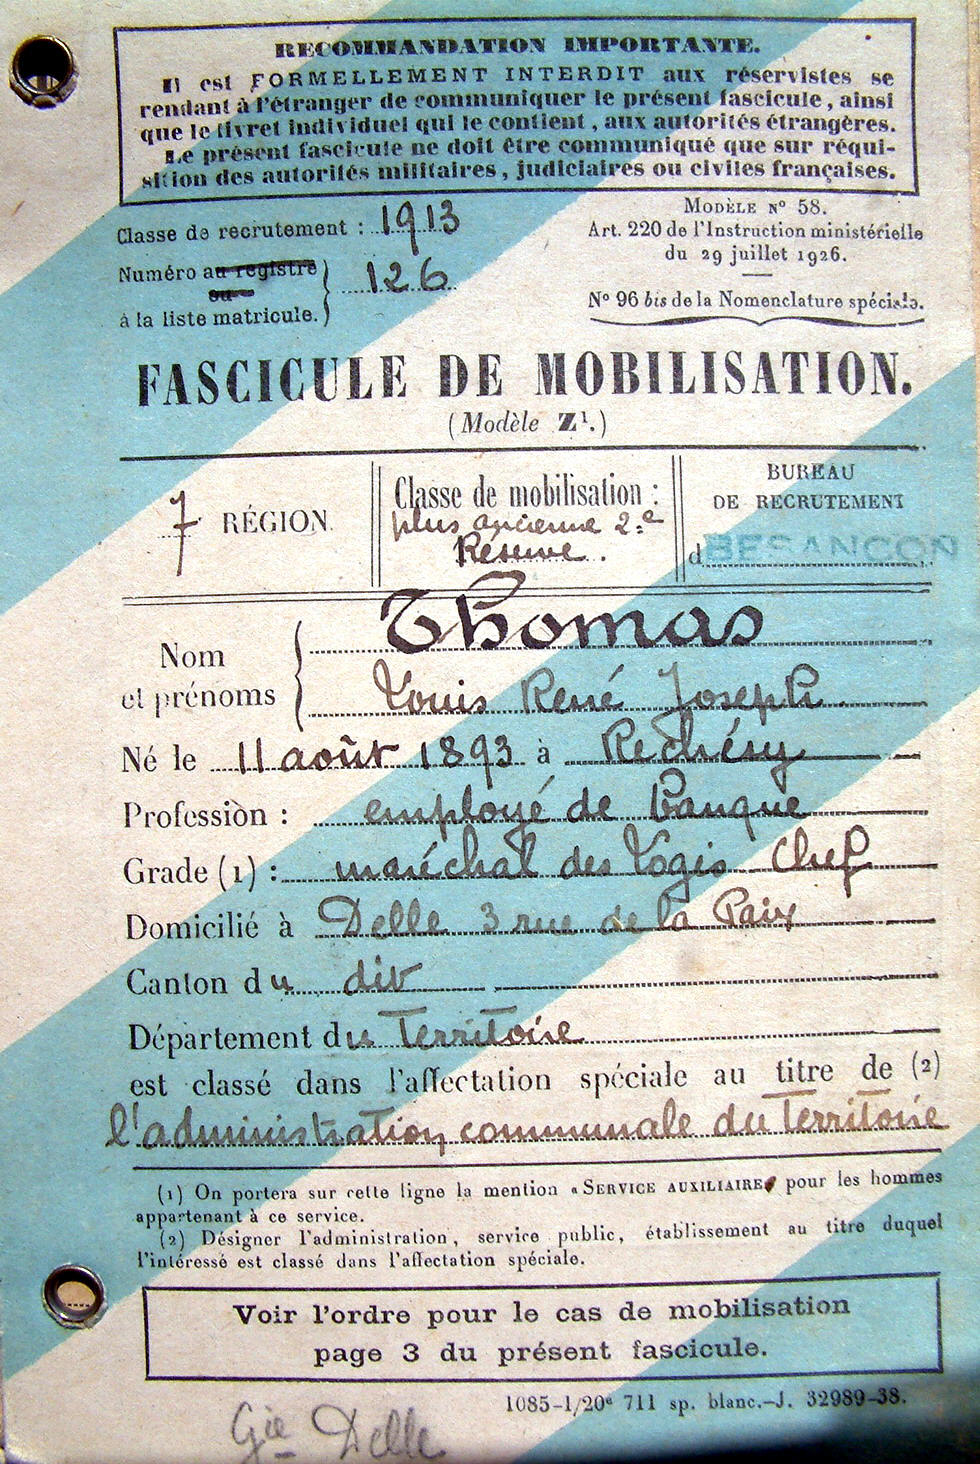 RECOMMANDATION IMPORTANTE.
Il est FORMELLEMENT INTERDIT aux réservistes se
rendant à l'étranger de communiquer le présent fascicule, ainsi
que le livret individuel qui le contient, aux autorités étrangères.
Le présent fascicule ne doit être communiqué que sur réqui-
sition des autorités militaires, judiciaires ou civiles françaises.
Classe de recrutement : 1913
Modèle n° 58.
Art. 220 de l'Instruction ministérielle
du 29 juillet 1926.
Numéro au registre
ou
à la liste matricule. 126
N° 96 bis de la Nomenclature spéciale.
FASCICULE DE MOBILISATION.
(Modèle Z¹.)
7 RÉGION
Classe de mobilisation :
plus ancienne 2e
Réserve.
BUREAU
DE RECRUTEMENT
d BESANÇON
Nom Thomas
et prénoms Louis René Joseph
Né le 11 août 1893 à Réchésy
Profession : employé de Banque
Grade (1) : maréchal des Logis Chef
Domicilié à Delle 3 rue de la Paix
Canton du dit
Département du Territoire
est classé dans l'affectation spéciale au titre de (2)
l'administration communale du Territoire
(1) On portera sur cette ligne la mention « SERVICE AUXILIAIRE » pour les hommes
appartenant à ce service.
(2) Désigner l'administration, service public, établissement au titre duquel
l'intéressé est classé dans l'affectation spéciale.
Voir l'ordre pour le cas de mobilisation
page 3 du présent fascicule.
1085-1/20e 711 sp. blanc.-J. 32989-38.
Gie Delle